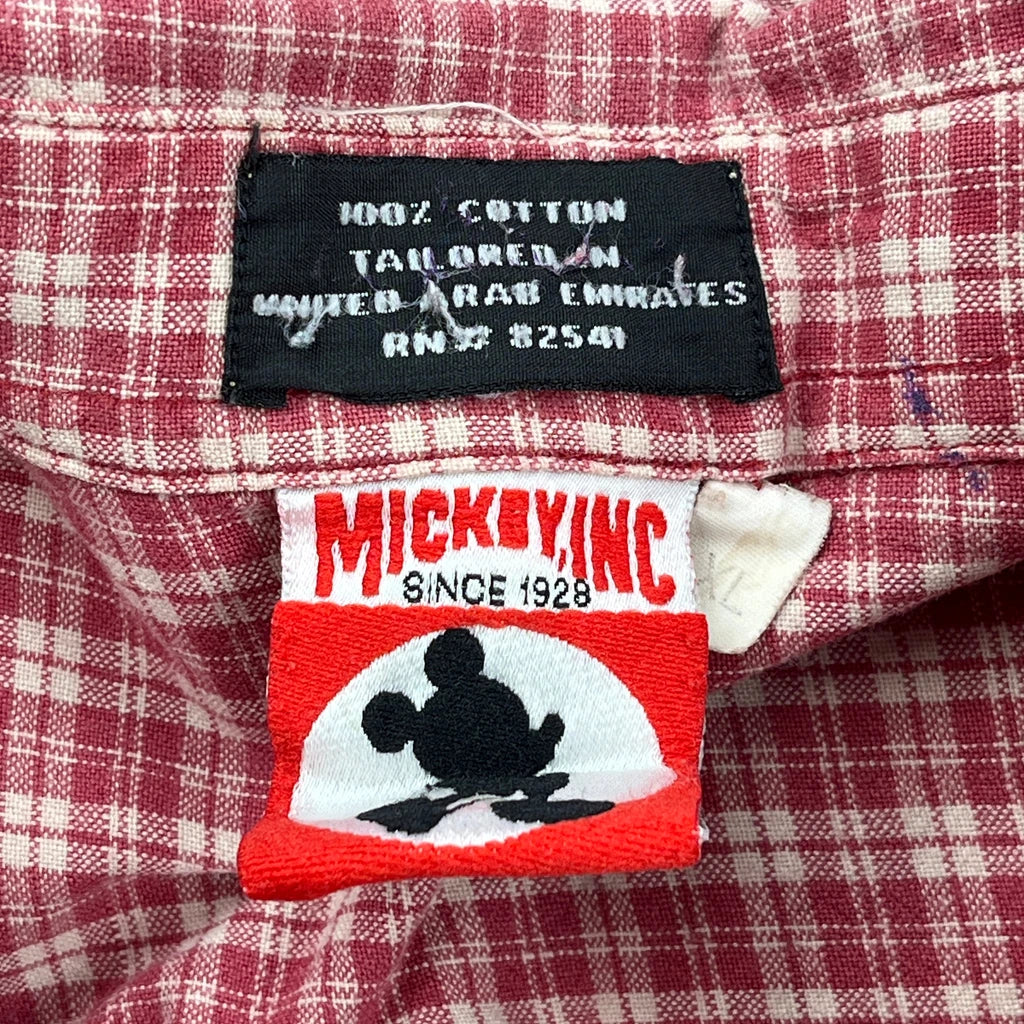 100% COTTON
TAILORED IN
UNITED ARAB EMIRATES
RN# 82541
MICKEY, INC
SINCE 1928